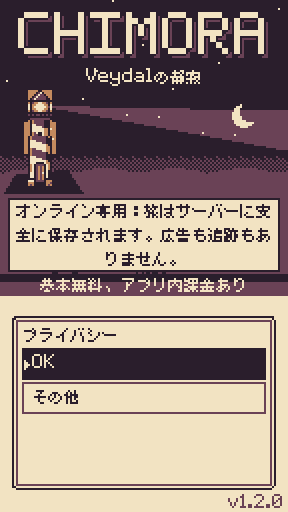 CHIMORA
Veydalの探索
オンライン専用：旅はサーバーに安
全に保存されます。広告も追跡もあ
りません。
基本無料、アプリ内課金あり
プライバシー
OK
その他
v1.2.0